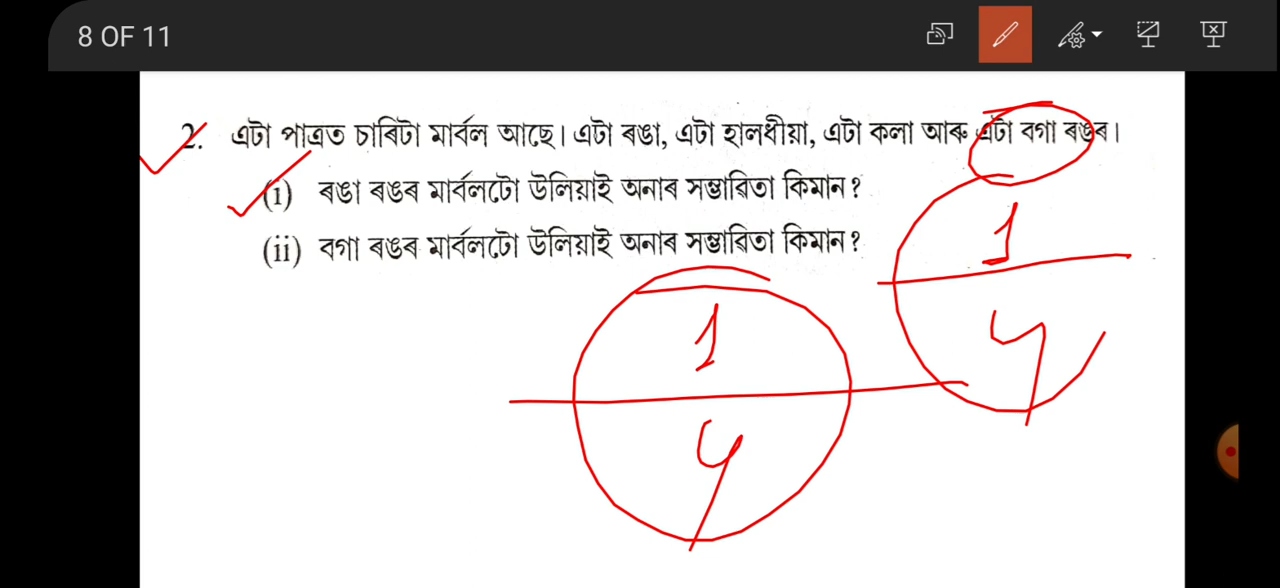 8 OF 11
2. এটা পাত্ৰত চাৰিটা মাৰ্বল আছে। এটা ৰঙা, এটা হালধীয়া, এটা কলা আৰু এটা বগা ৰঙৰ।
(i) ৰঙা ৰঙৰ মাৰ্বলটো উলিয়াই অনাৰ সম্ভাৱিতা কিমান?
(ii) বগা ৰঙৰ মাৰ্বলটো উলিয়াই অনাৰ সম্ভাৱিতা কিমান?
1
4
1
4